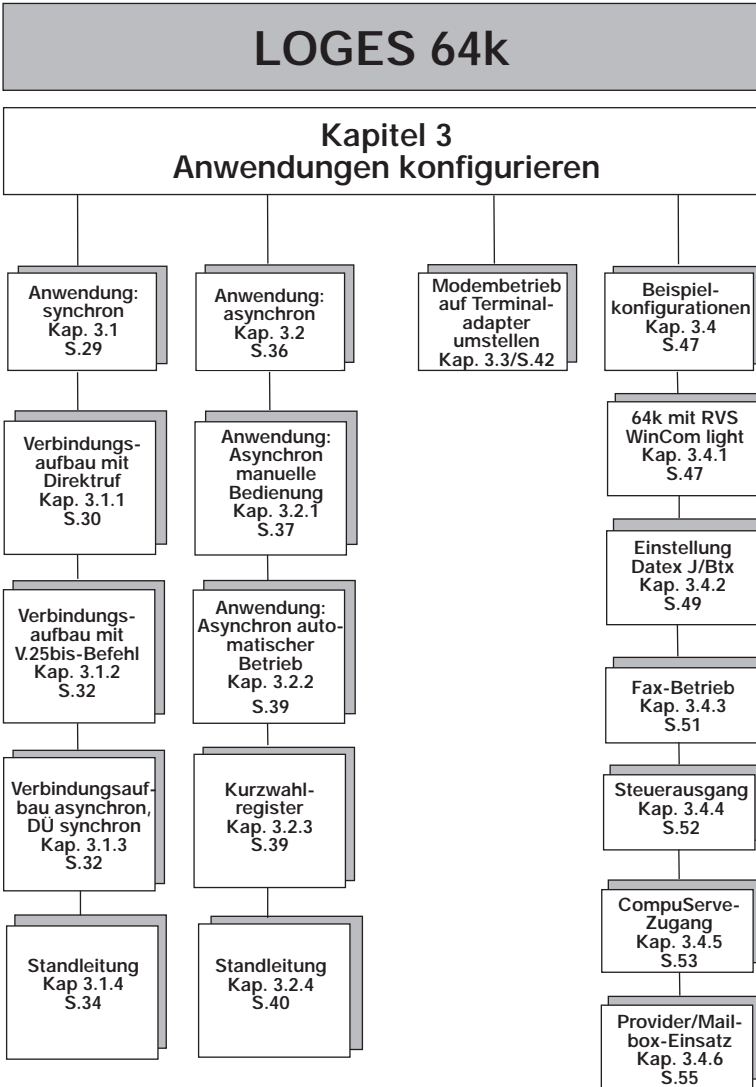 LOGES 64k
Kapitel 3
Anwendungen konfigurieren
Anwendung:
synchron
Kap. 3.1
S.29
Verbindungs-
aufbau mit
Direktruf
Kap. 3.1.1
S.30
Verbindungs-
aufbau mit
V.25bis-Befehl
Kap. 3.1.2
S.32
Verbindungsauf-
bau asynchron,
DÜ synchron
Kap. 3.1.3
S.32
Standleitung
Kap 3.1.4
S.34
Anwendung:
asynchron
Kap. 3.2
S.36
Anwendung:
Asynchron
manuelle
Bedienung
Kap. 3.2.1
S.37
Anwendung:
Asynchron auto-
matischer
Betrieb
Kap. 3.2.2
S.39
Kurzwahl-
register
Kap. 3.2.3
S.39
Standleitung
Kap. 3.2.4
S.40
Modembetrieb
auf Terminal-
adapter
umstellen
Kap. 3.3/S.42
Beispiel-
konfigurationen
Kap. 3.4
S.47
64k mit RVS
WinCom light
Kap. 3.4.1
S.47
Einstellung
Datex J/Btx
Kap. 3.4.2
S.49
Fax-Betrieb
Kap. 3.4.3
S.51
Steuerausgang
Kap. 3.4.4
S.52
CompuServe-
Zugang
Kap. 3.4.5
S.53
Provider/Mail-
box-Einsatz
Kap. 3.4.6
S.55